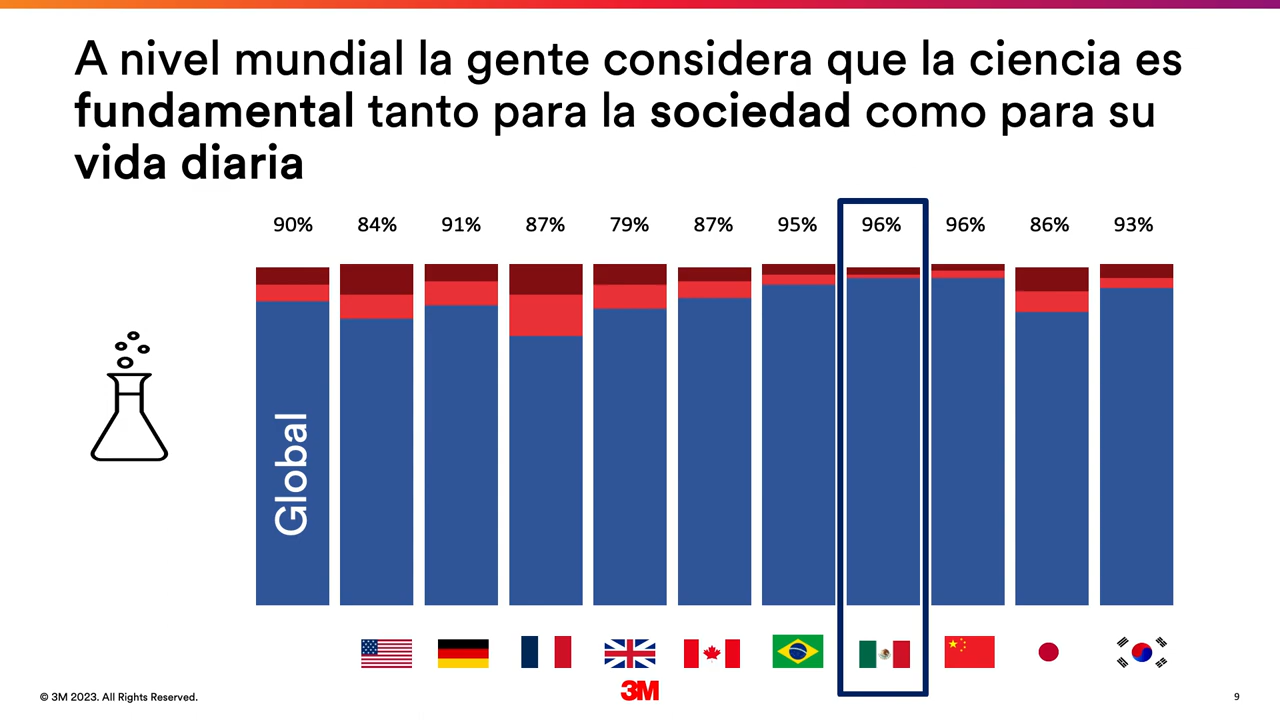 A nivel mundial la gente considera que la ciencia es
fundamental tanto para la sociedad como para su
vida diaria
90% 84% 91% 87% 79% 87% 95% 96% 96% 86% 93%
Global
3M
© 3M 2023. All Rights Reserved.
9